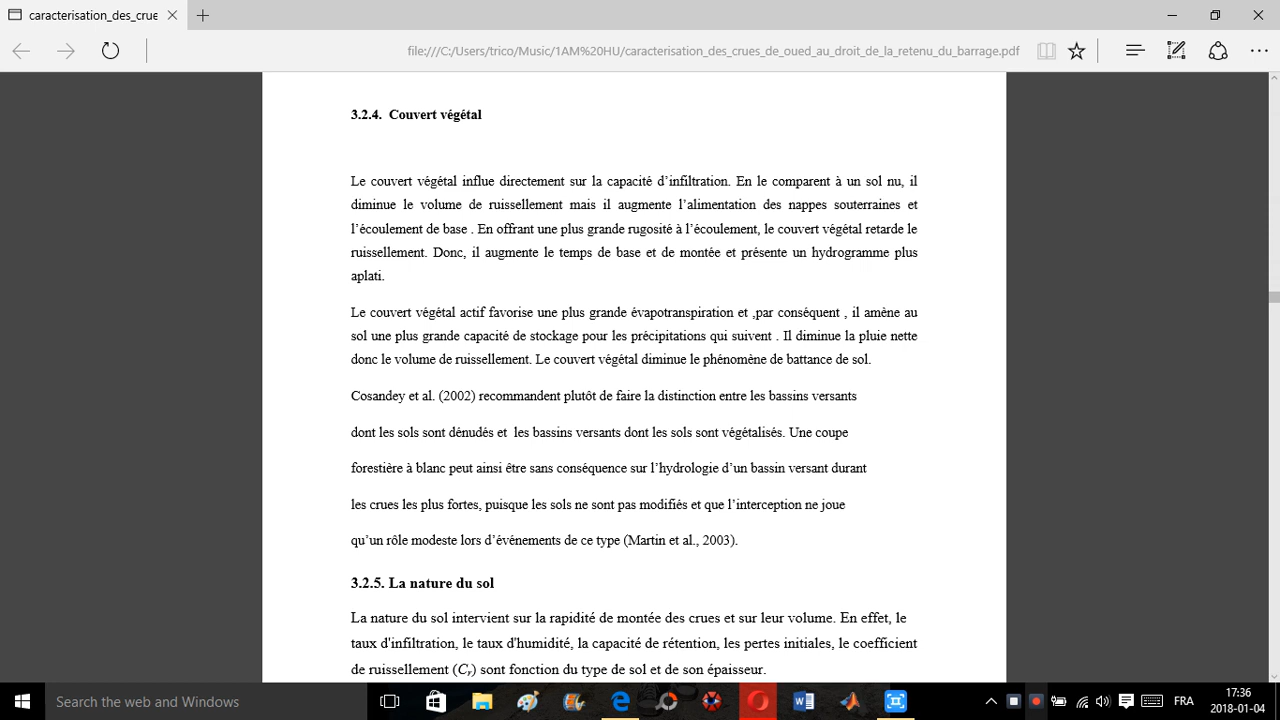 caracterisation_des_crue
file:///C:/Users/trico/Music/1AM%20HU/caracterisation_des_crues_de_oued_au_droit_de_la_retenu_du_barrage.pdf
3.2.4. Couvert végétal
Le couvert végétal influe directement sur la capacité d’infiltration. En le comparent à un sol nu, il
diminue le volume de ruissellement mais il augmente l’alimentation des nappes souterraines et
l’écoulement de base . En offrant une plus grande rugosité à l’écoulement, le couvert végétal retarde le
ruissellement. Donc, il augmente le temps de base et de montée et présente un hydrogramme plus
aplati.
Le couvert végétal actif favorise une plus grande évapotranspiration et ,par conséquent , il amène au
sol une plus grande capacité de stockage pour les précipitations qui suivent . Il diminue la pluie nette
donc le volume de ruissellement. Le couvert végétal diminue le phénomène de battance de sol.
Cosandey et al. (2002) recommandent plutôt de faire la distinction entre les bassins versants
dont les sols sont dénudés et les bassins versants dont les sols sont végétalisés. Une coupe
forestière à blanc peut ainsi être sans conséquence sur l’hydrologie d’un bassin versant durant
les crues les plus fortes, puisque les sols ne sont pas modifiés et que l’interception ne joue
qu’un rôle modeste lors d’événements de ce type (Martin et al., 2003).
3.2.5. La nature du sol
La nature du sol intervient sur la rapidité de montée des crues et sur leur volume. En effet, le
taux d'infiltration, le taux d'humidité, la capacité de rétention, les pertes initiales, le coefficient
de ruissellement (Cr) sont fonction du type de sol et de son épaisseur.
Search the web and Windows
FRA
17:36
2018-01-04